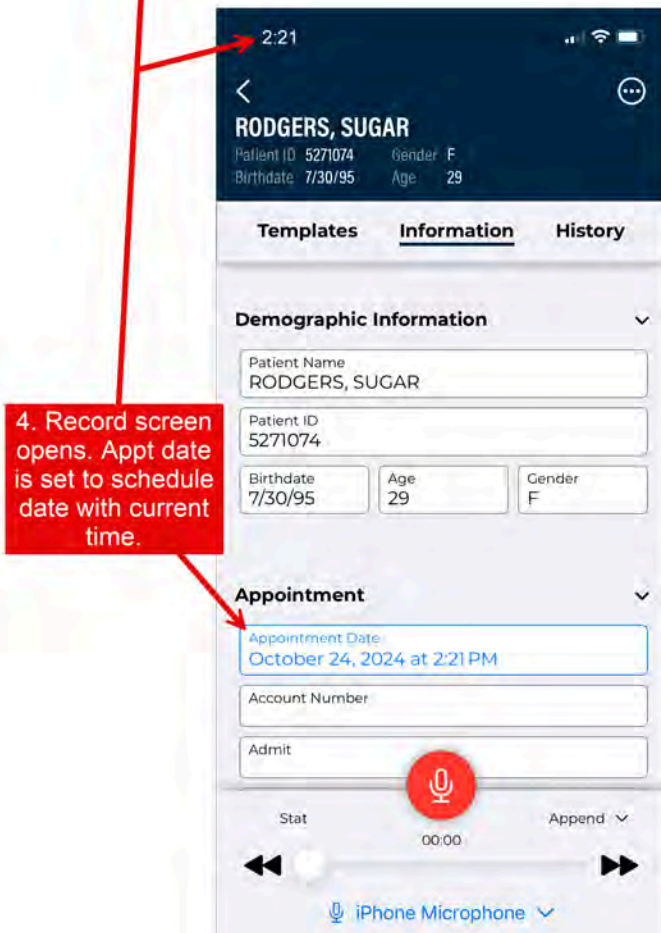 2:21
RODGERS, SUGAR
Patient ID 5271074 Gender F
Birthdate 7/30/95 Age 29
Templates Information History
Demographic Information
Patient Name
RODGERS, SUGAR
Patient ID
5271074
Birthdate Age Gender
7/30/95 29 F
4. Record screen
opens. Appt date
is set to schedule
date with current
time.
Appointment
Appointment Date
October 24, 2024 at 2:21 PM
Account Number
Admit
Stat Append
00:00
iPhone Microphone